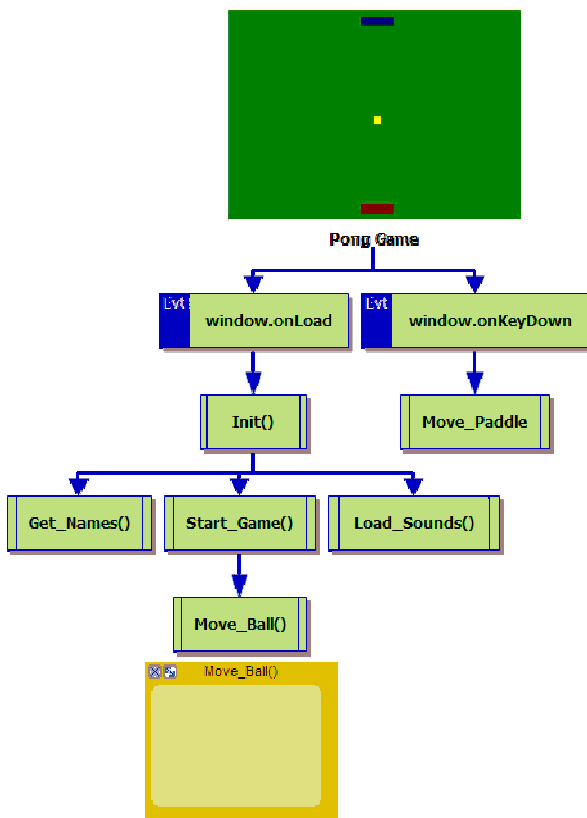 Pong Game
Evt
window.onLoad
Evt
window.onKeyDown
Init()
Move_Paddle
Get_Names()
Start_Game()
Load_Sounds()
Move_Ball()
Move_Ball()